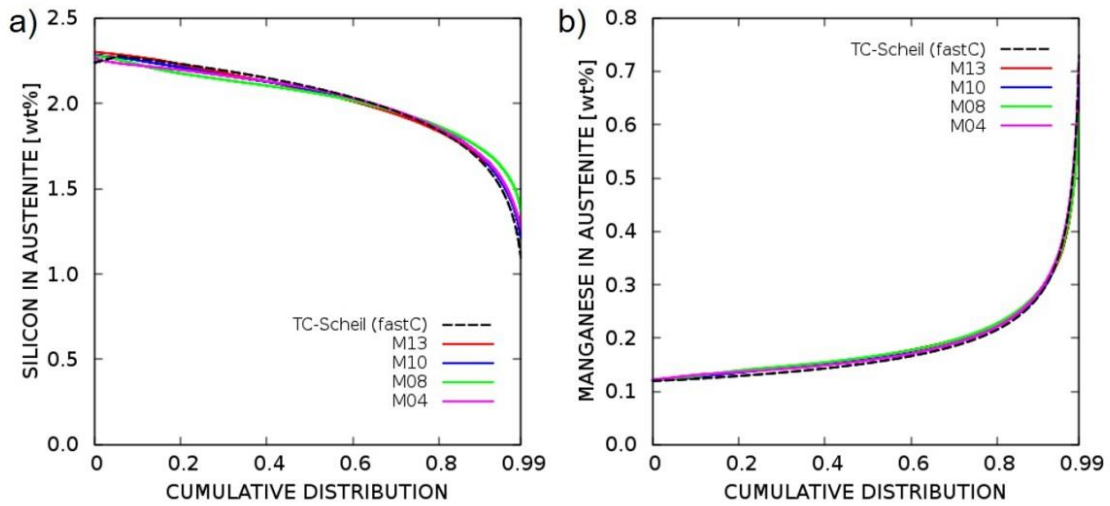 a)
2.5
2.0
1.5
1.0
0.5
0.0
SILICON IN AUSTENITE [wt%]
TC-Scheil (fastC)
M13
M10
M08
M04
0 0.2 0.4 0.6 0.8 0.99
CUMULATIVE DISTRIBUTION
b)
0.8
0.7
0.6
0.5
0.4
0.3
0.2
0.1
0.0
MANGANESE IN AUSTENITE [wt%]
TC-Scheil (fastC)
M13
M10
M08
M04
0 0.2 0.4 0.6 0.8 0.99
CUMULATIVE DISTRIBUTION